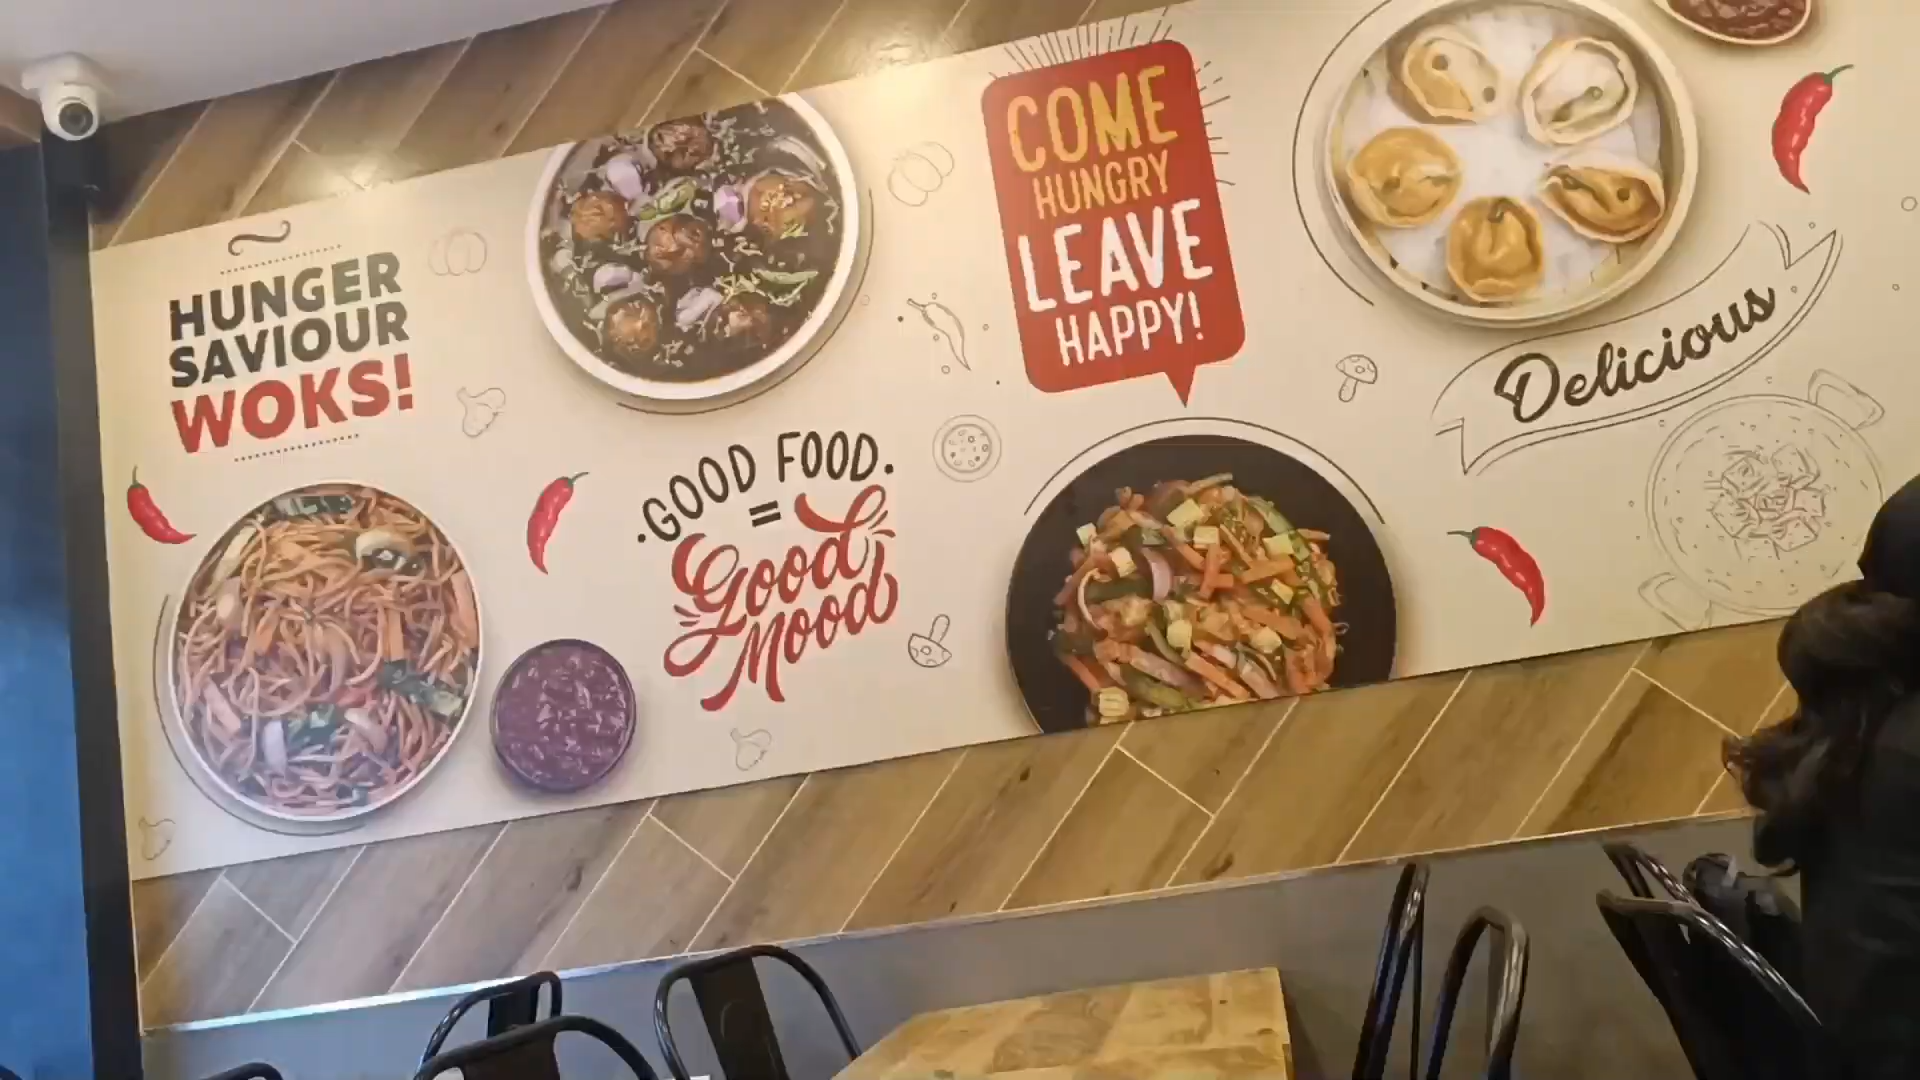 HUNGER
SAVIOUR
WOKS!
.GOOD FOOD.
=
Good
Mood
COME
HUNGRY
LEAVE
HAPPY!
Delicious